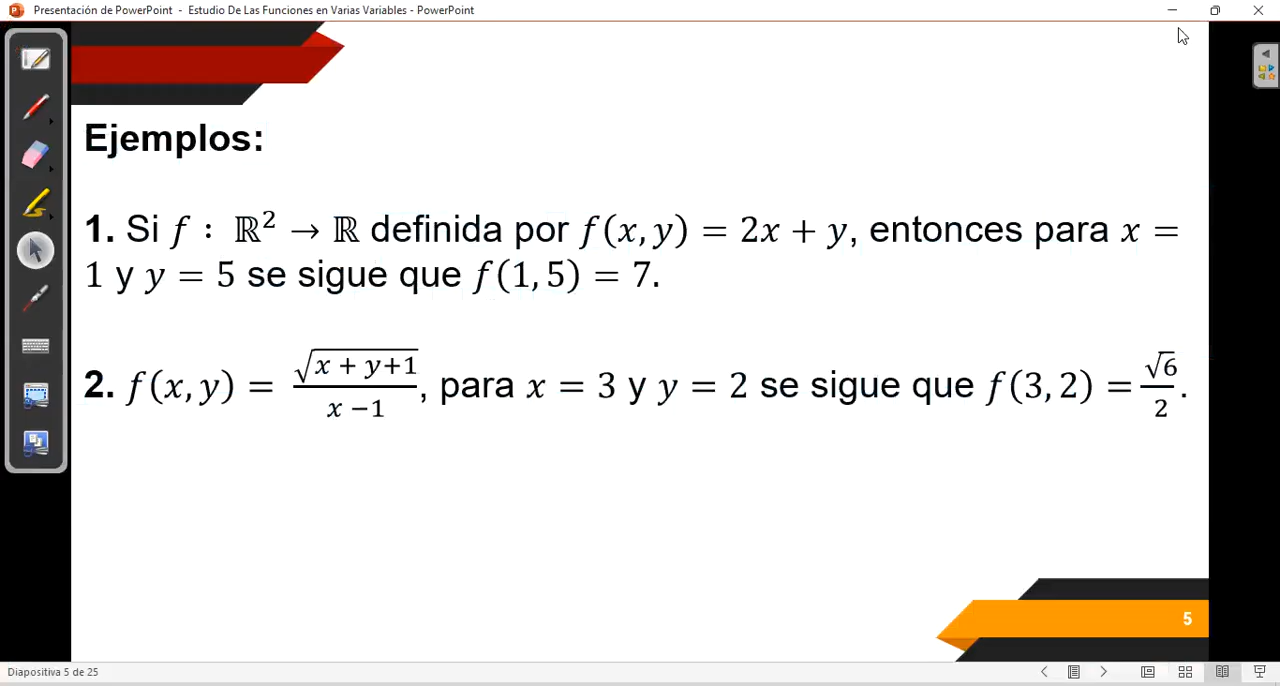 Presentación de PowerPoint - Estudio De Las Funciones en Varias Variables - PowerPoint
Ejemplos:
1. Si f : ℝ² → ℝ definida por f(x, y) = 2x + y, entonces para x =
1 y y = 5 se sigue que f(1, 5) = 7.
2. f(x, y) = √(x + y+1)/(x −1), para x = 3 y y = 2 se sigue que f(3, 2) = √6/2.
5
Diapositiva 5 de 25